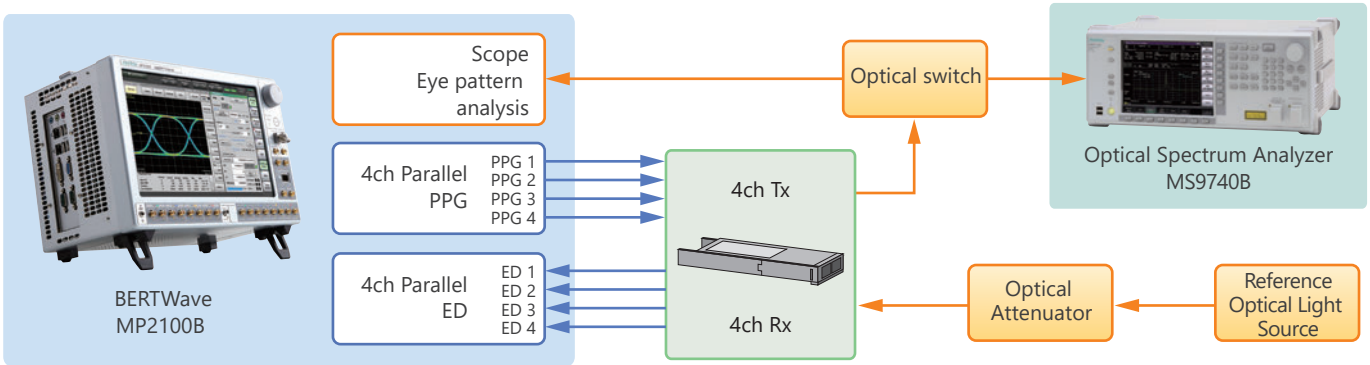 Scope
Eye pattern
analysis
4ch Parallel
PPG
PPG 1
PPG 2
PPG 3
PPG 4
4ch Parallel
ED
ED 1
ED 2
ED 3
ED 4
BERTWave
MP2100B
4ch Tx
4ch Rx
Optical switch
Optical Spectrum Analyzer
MS9740B
Optical
Attenuator
Reference
Optical Light
Source